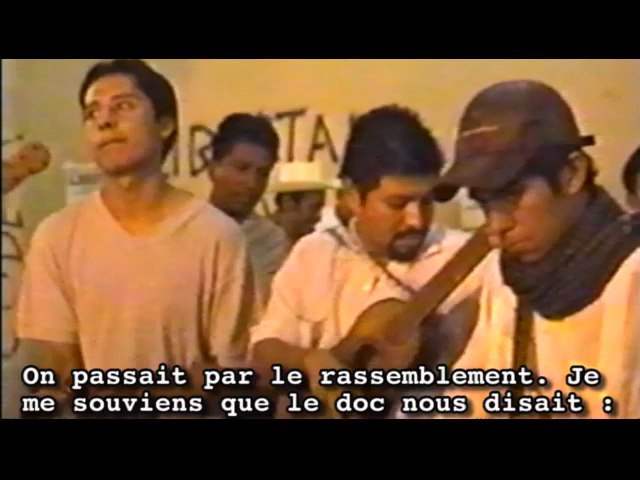 On passait par le rassemblement. Je
me souviens que le doc nous disait :